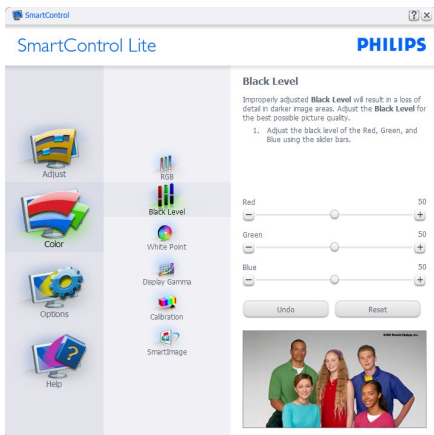 SmartControl
SmartControl Lite
PHILIPS
Adjust
Color
Options
Help
RGB
Black Level
White Point
Display Gamma
Calibration
SmartImage
Black Level
Improperly adjusted Black Level will result in a loss of
detail in darker image areas. Adjust the Black Level for
the best possible picture quality.
1. Adjust the black level of the Red, Green, and
Blue using the slider bars.
Red 50
Green 50
Blue 50
Undo Reset